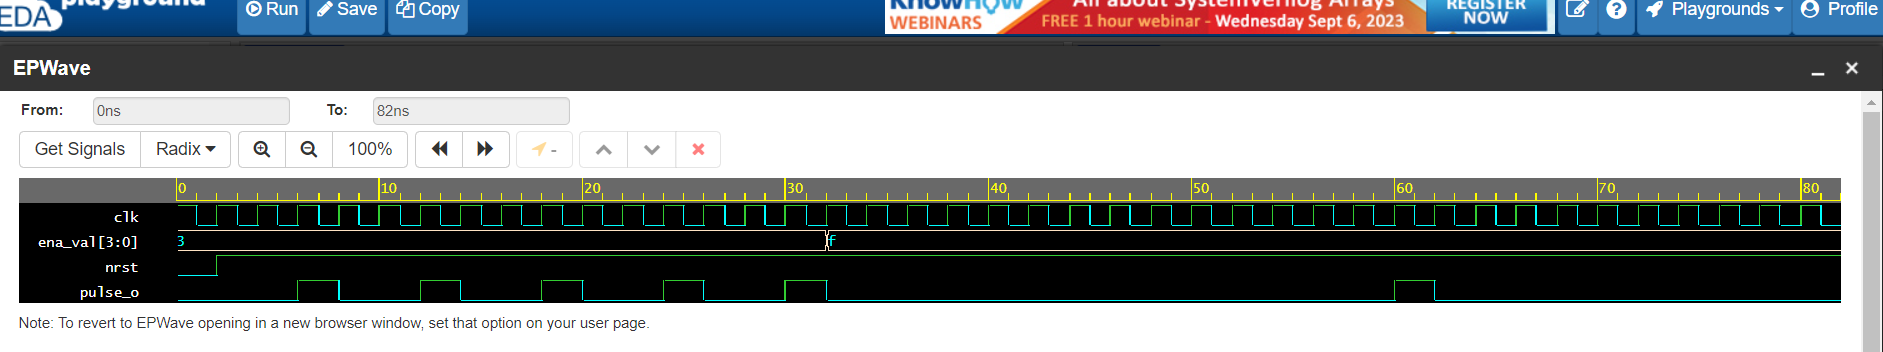 EDA playground
Run Save Copy
KnowHow WEBINARS
All about SystemVerilog Arrays
FREE 1 hour webinar - Wednesday Sept 6, 2023
REGISTER NOW
Playgrounds Profile
EPWave
From: 0ns To: 82ns
Get Signals Radix 100% -
0 10 20 30 40 50 60 70 80
clk
ena_val[3:0] 3 f
nrst
pulse_o
Note: To revert to EPWave opening in a new browser window, set that option on your user page.